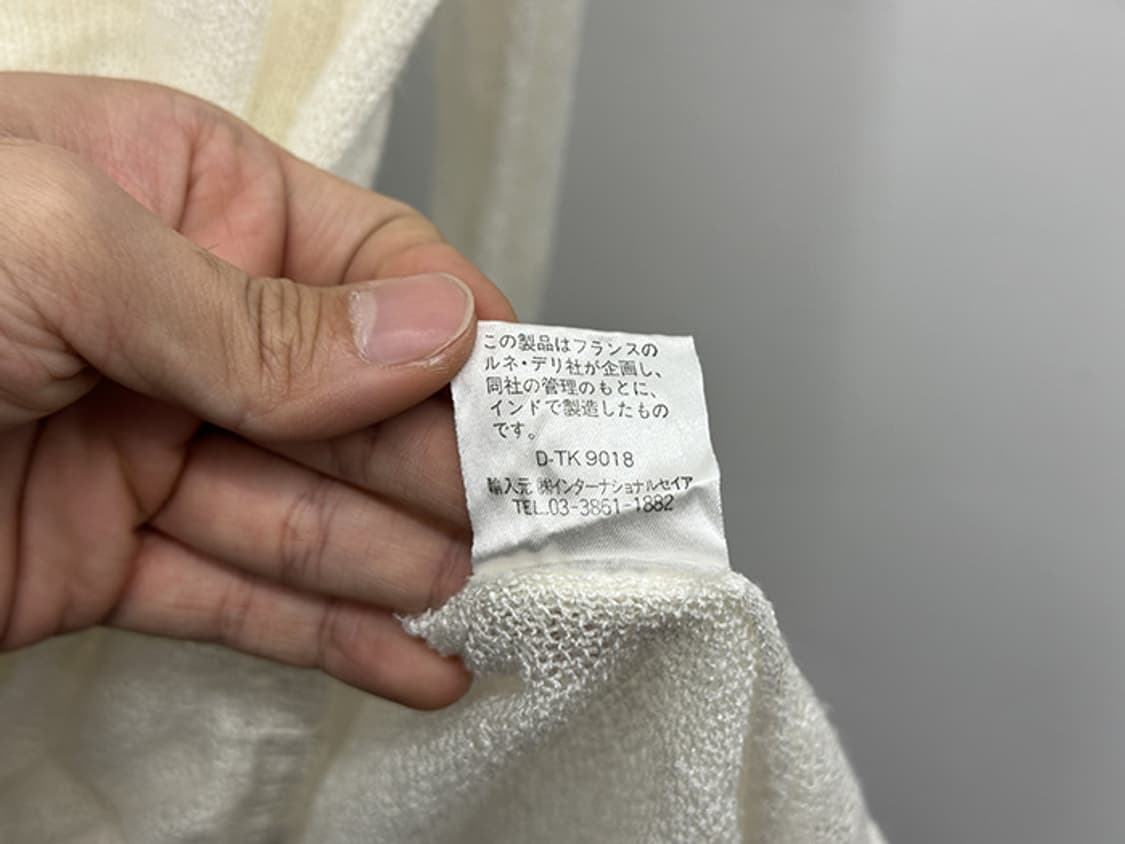 この製品はフランスの
ルネ・デリ社が企画し、
同社の管理のもとに、
インドで製造したもの
です。
D-TK 9018
輸入元 ㈱インターナショナルセイア
TEL.03-3861-1882